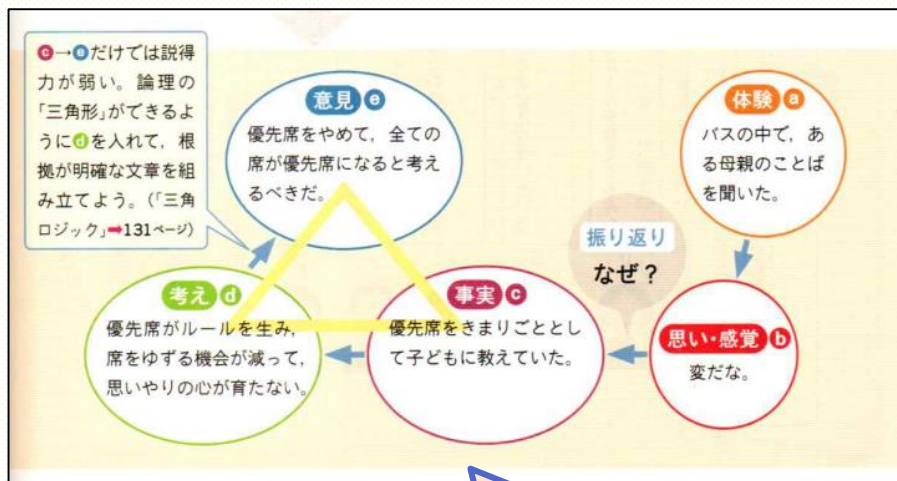 ⓒ→ⓔだけでは説得
力が弱い。論理の
「三角形」ができるよ
うにⓓを入れて，根
拠が明確な文章を組
み立てよう。(「三角
ロジック」➡131ページ)
意見 ⓔ
優先席をやめて，全ての
席が優先席になると考え
るべきだ。
体験 ⓐ
バスの中で，あ
る母親のことば
を聞いた。
振り返り
なぜ？
考え ⓓ
優先席がルールを生み，
席をゆずる機会が減って，
思いやりの心が育たない。
事実 ⓒ
優先席をきまりごととし
て子どもに教えていた。
思い・感覚 ⓑ
変だな。